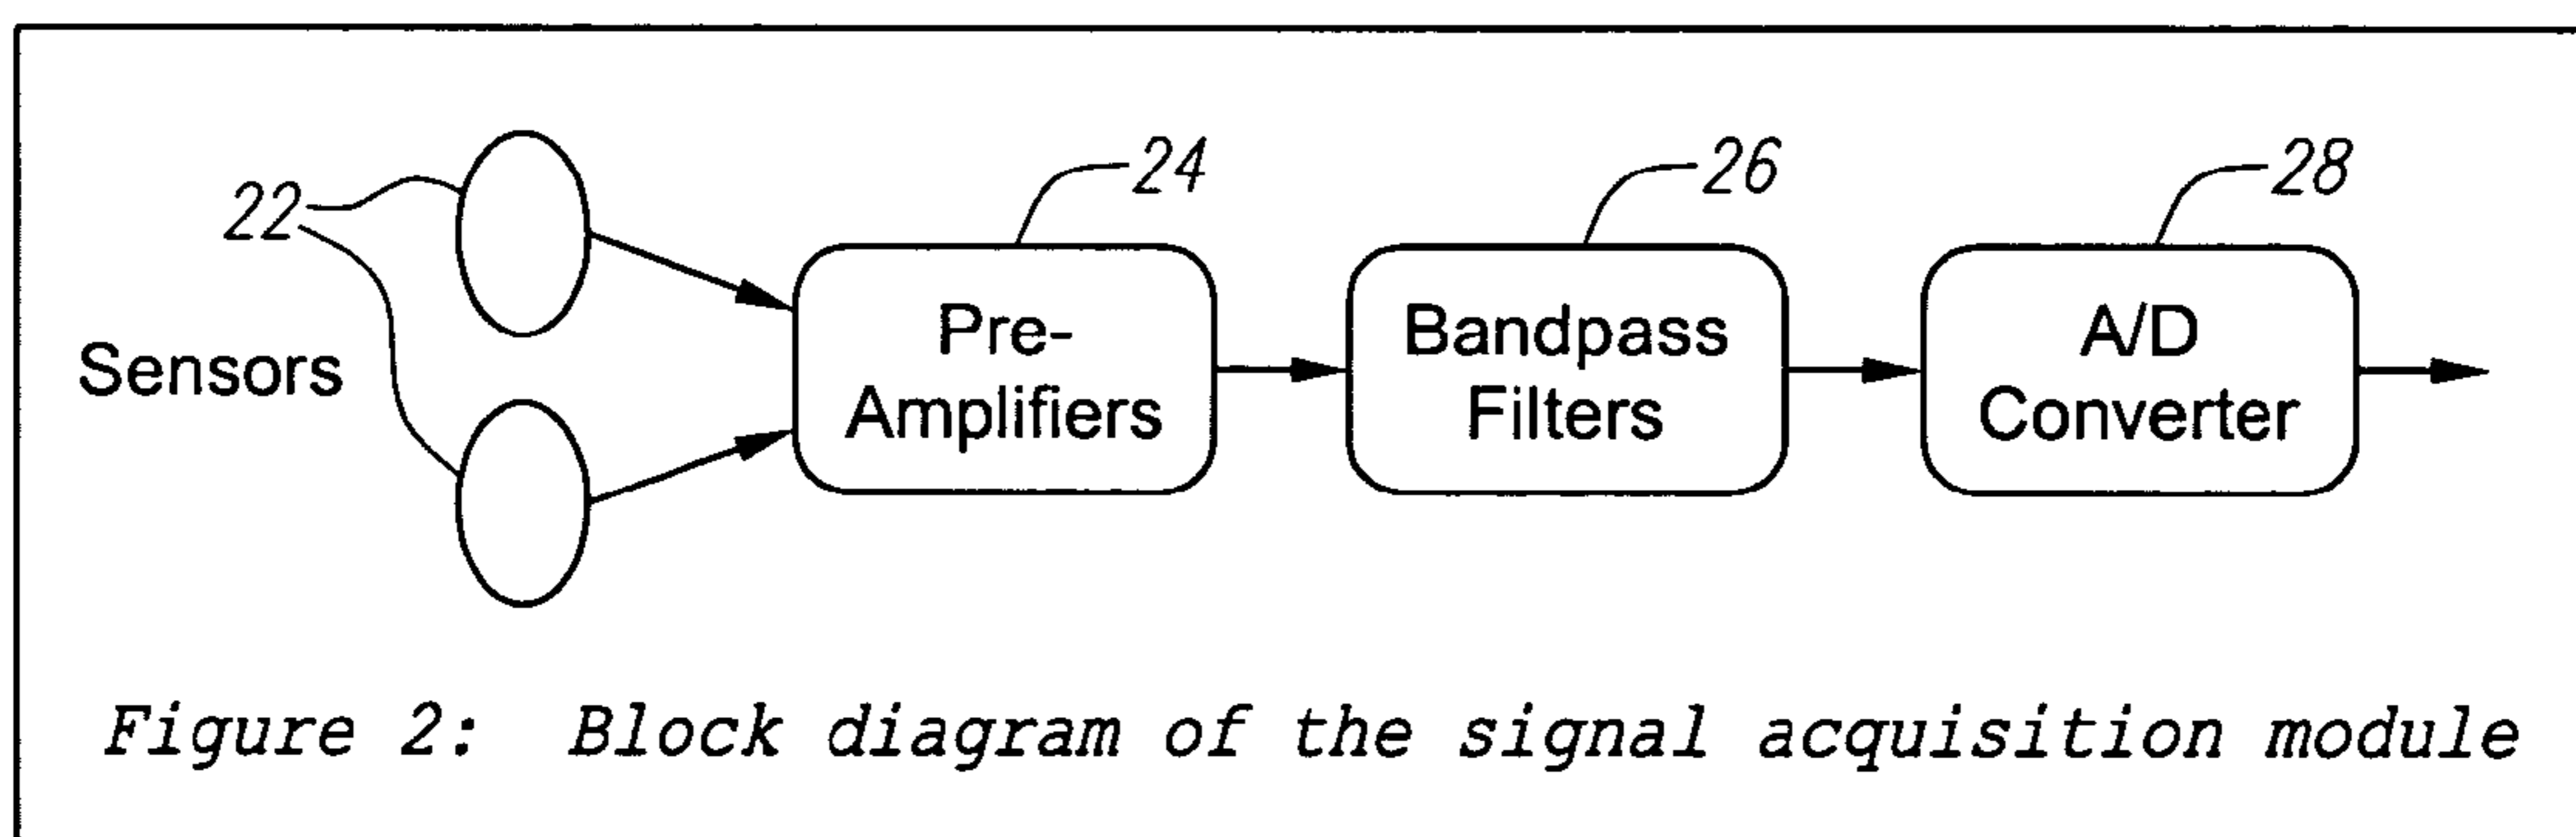 22
24
26
28
Sensors
Pre-
Amplifiers
Bandpass
Filters
A/D
Converter
Figure 2: Block diagram of the signal acquisition module